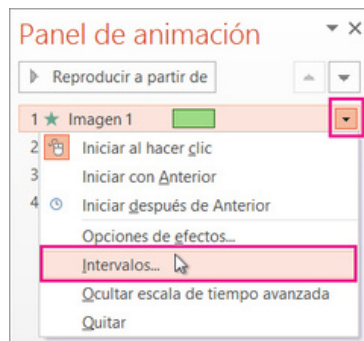 Panel de animación
Reproducir a partir de
1 Imagen 1
2 Iniciar al hacer clic
3 Iniciar con Anterior
4 Iniciar después de Anterior
Opciones de efectos...
Intervalos...
Ocultar escala de tiempo avanzada
Quitar